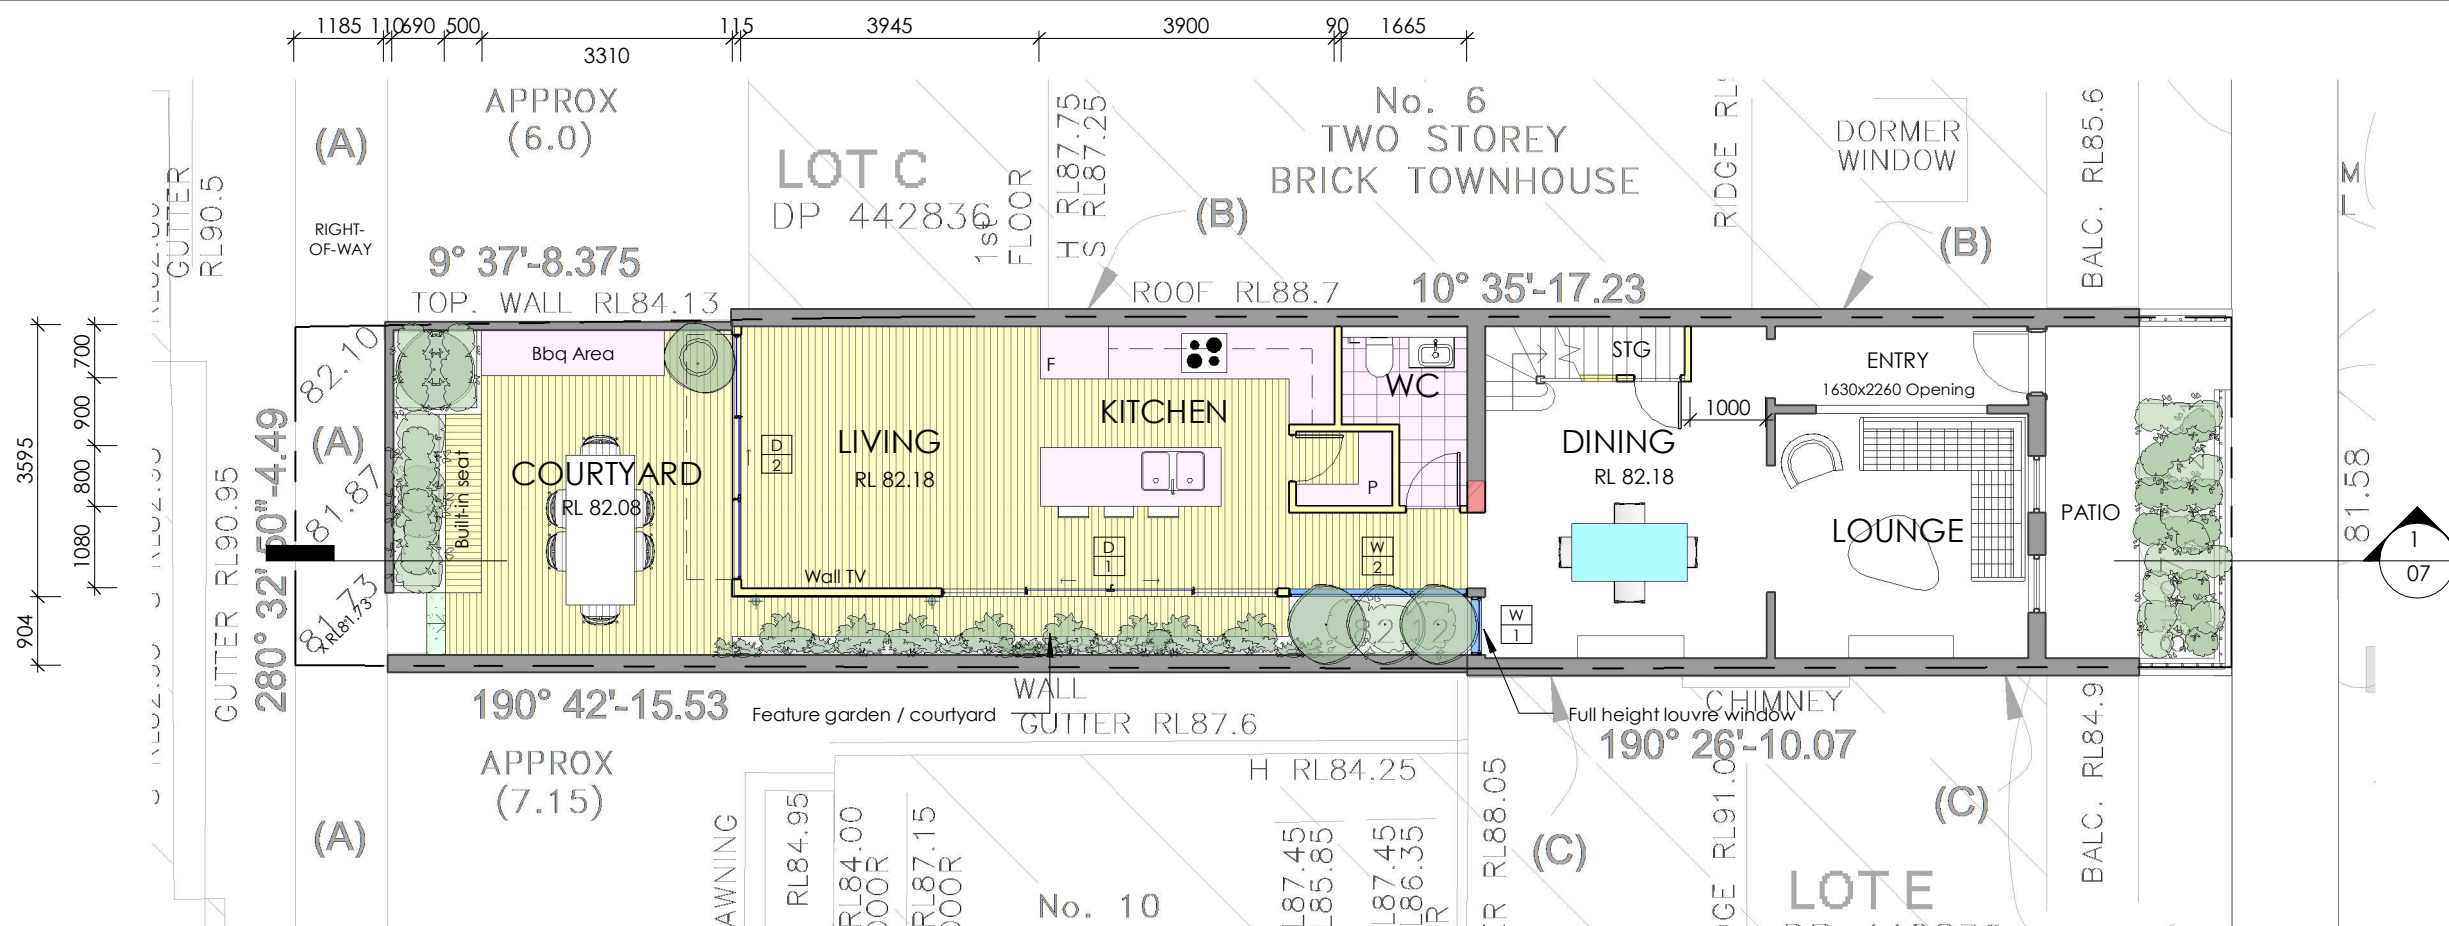 1185
110
690
500
3310
115
3945
3900
90
1665
APPROX
(6.0)
(A)
GUTTER
RL90.5
RIGHT-
OF-WAY
LOT C
DP 442836
1st
FLOOR
H RL87.75
HS RL87.25
No. 6
TWO STOREY
BRICK TOWNHOUSE
(B)
DORMER
WINDOW
(B)
BALC. RL85.6
9° 37'-8.375
TOP. WALL RL84.13
ROOF RL88.7
10° 35'-17.23
3595
904
700
900
800
1080
GUTTER RL90.95
280° 32' 50"-4.49
82.10
(A)
81.87
81.73
RL81.73
Bbq Area
Built-in seat
COURTYARD
RL 82.08
D
2
LIVING
RL 82.18
Wall TV
F
KITCHEN
D
1
P
WC
W
2
STG
DINING
RL 82.18
1000
W
1
ENTRY
1630x2260 Opening
LOUNGE
PATIO
81.58
1
07
82.12
190° 42'-15.53
Feature garden / courtyard
WALL
GUTTER RL87.6
CHIMNEY
Full height louvre window
190° 26'-10.07
APPROX
(7.15)
(A)
AWNING
RL84.95
RL84.00
RL87.15
H RL84.25
No. 10
RL88.05
(C)
(C)
LOT E
BALC. RL84.9